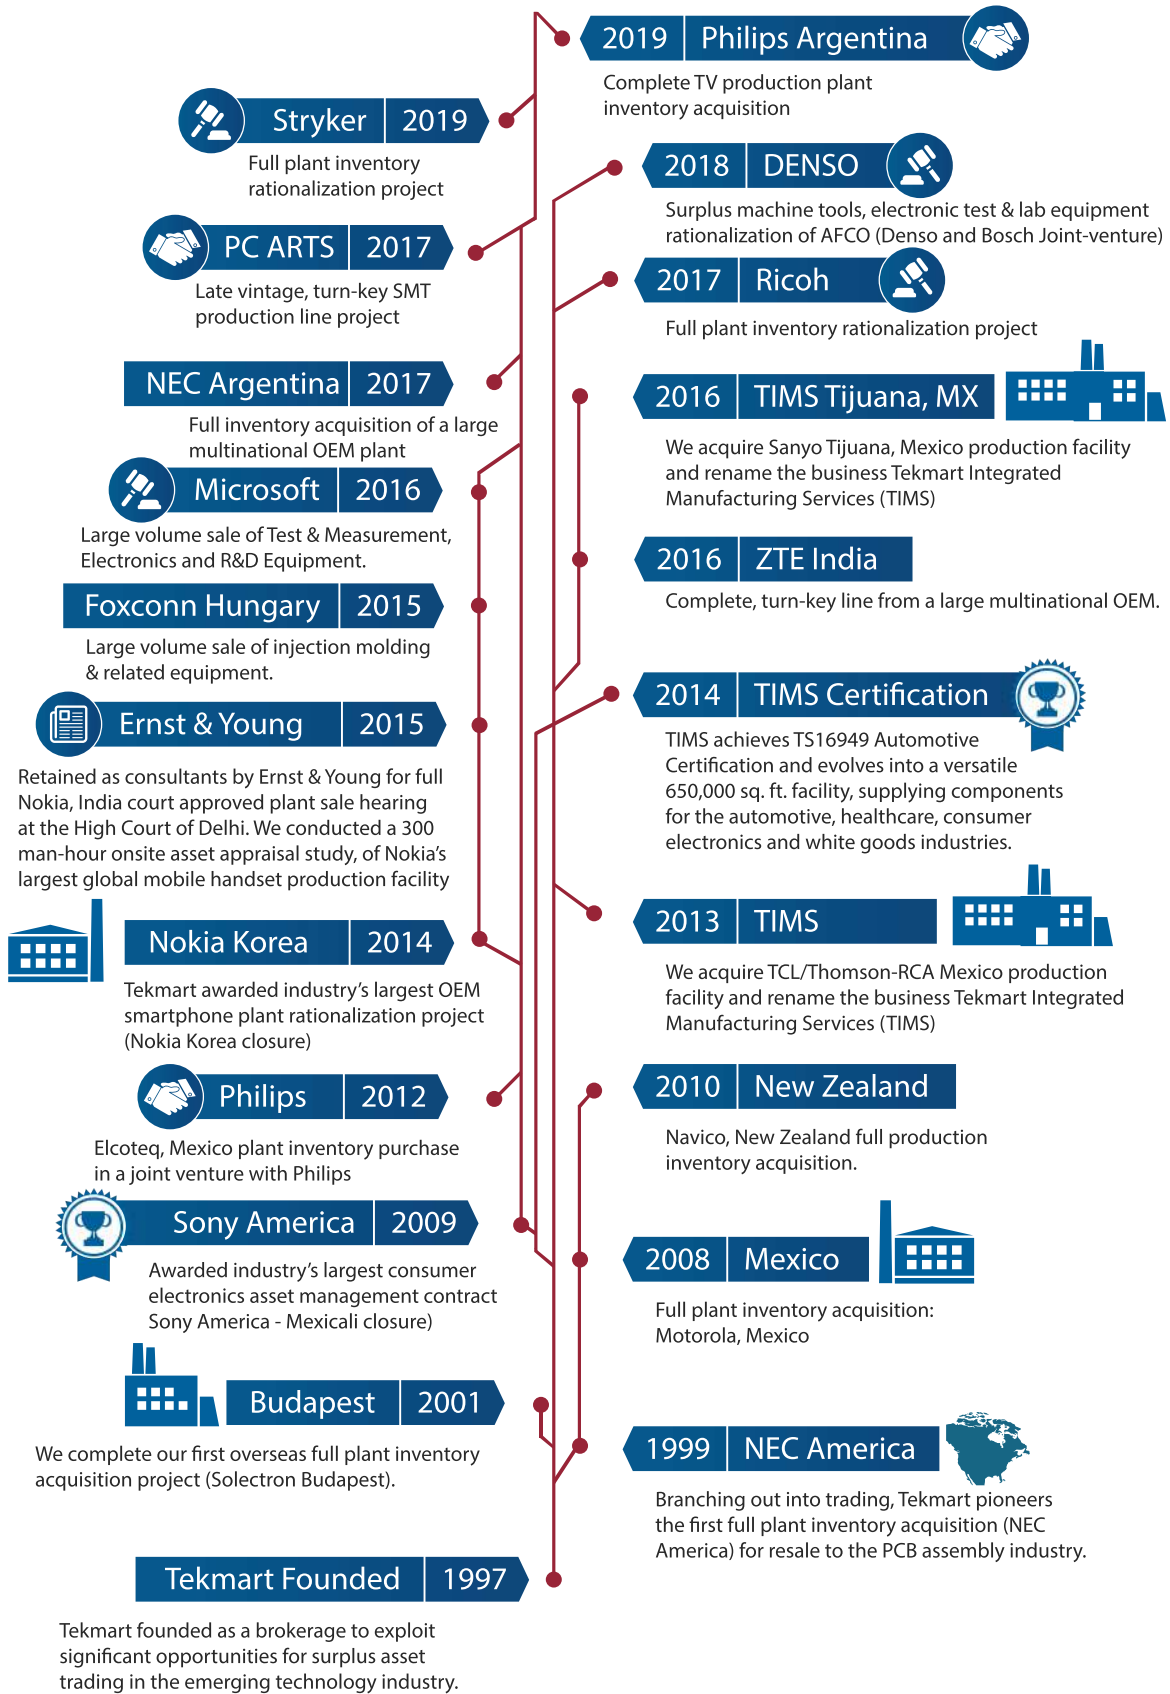 2019 Philips Argentina
Complete TV production plant
inventory acquisition
Stryker 2019
Full plant inventory
rationalization project
2018 DENSO
Surplus machine tools, electronic test & lab equipment
rationalization of AFCO (Denso and Bosch Joint-venture)
PC ARTS 2017
Late vintage, turn-key SMT
production line project
2017 Ricoh
Full plant inventory rationalization project
NEC Argentina 2017
Full inventory acquisition of a large
multinational OEM plant
2016 TIMS Tijuana, MX
We acquire Sanyo Tijuana, Mexico production facility
and rename the business Tekmart Integrated
Manufacturing Services (TIMS)
Microsoft 2016
Large volume sale of Test & Measurement,
Electronics and R&D Equipment.
2016 ZTE India
Complete, turn-key line from a large multinational OEM.
Foxconn Hungary 2015
Large volume sale of injection molding
& related equipment.
2014 TIMS Certification
TIMS achieves TS16949 Automotive
Certification and evolves into a versatile
650,000 sq. ft. facility, supplying components
for the automotive, healthcare, consumer
electronics and white goods industries.
Ernst & Young 2015
Retained as consultants by Ernst & Young for full
Nokia, India court approved plant sale hearing
at the High Court of Delhi. We conducted a 300
man-hour onsite asset appraisal study, of Nokia's
largest global mobile handset production facility
2013 TIMS
We acquire TCL/Thomson-RCA Mexico production
facility and rename the business Tekmart Integrated
Manufacturing Services (TIMS)
Nokia Korea 2014
Tekmart awarded industry's largest OEM
smartphone plant rationalization project
(Nokia Korea closure)
2010 New Zealand
Navico, New Zealand full production
inventory acquisition.
Philips 2012
Elcoteq, Mexico plant inventory purchase
in a joint venture with Philips
Sony America 2009
Awarded industry's largest consumer
electronics asset management contract
Sony America - Mexicali closure)
2008 Mexico
Full plant inventory acquisition:
Motorola, Mexico
Budapest 2001
We complete our first overseas full plant inventory
acquisition project (Solectron Budapest).
1999 NEC America
Branching out into trading, Tekmart pioneers
the first full plant inventory acquisition (NEC
America) for resale to the PCB assembly industry.
Tekmart Founded 1997
Tekmart founded as a brokerage to exploit
significant opportunities for surplus asset
trading in the emerging technology industry.